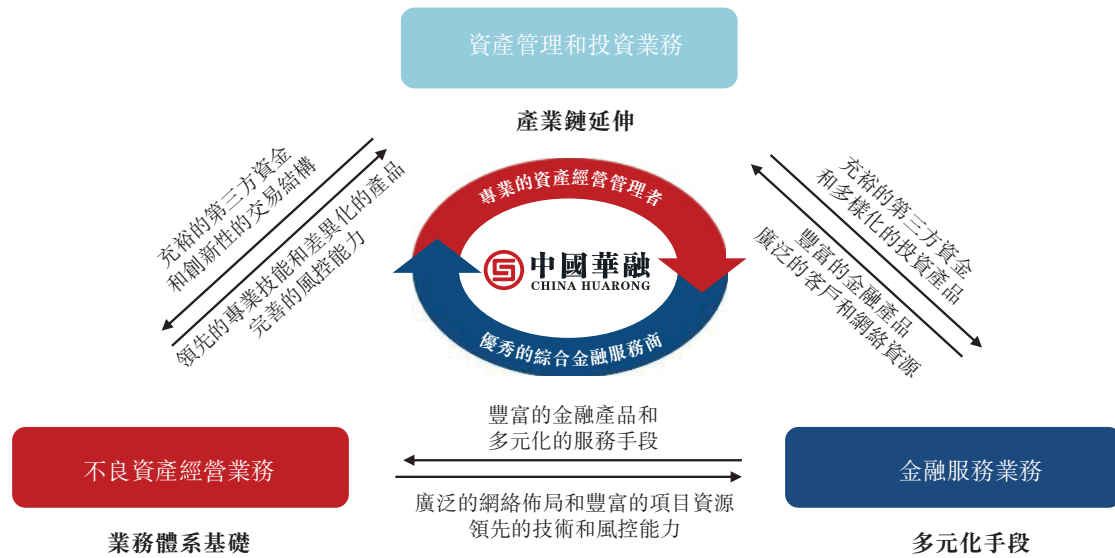 資產管理和投資業務
產業鏈延伸
充裕的第三方資金
和創新性的交易結構
領先的專業技能和差異化的產品
完善的風控能力
專業的資產經營管理者
中國華融
CHINA HUARONG
優秀的綜合金融服務商
充裕的第三方資金
和多樣化的投資產品
豐富的金融產品
廣泛的客戶和網絡資源
豐富的金融產品和
多元化的服務手段
不良資產經營業務
金融服務業務
廣泛的網絡佈局和豐富的項目資源
領先的技術和風控能力
業務體系基礎
多元化手段